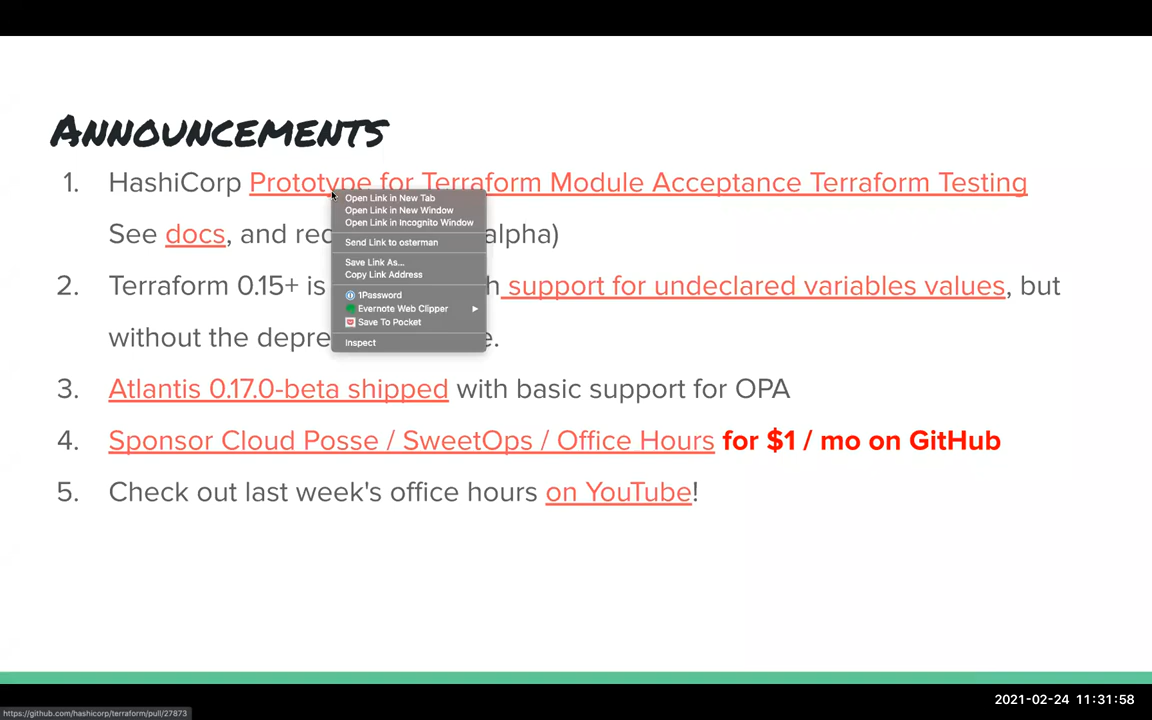 ANNOUNCEMENTS
1. HashiCorp Prototype for Terraform Module Acceptance Terraform Testing
See docs, and alpha)
2. Terraform 0.15+ is support for undeclared variables values, but
without the
3. Atlantis 0.17.0-beta shipped with basic support for OPA
4. Sponsor Cloud Posse / SweetOps / Office Hours for $1 / mo on GitHub
5. Check out last week's office hours on YouTube!
Open Link in New Tab
Open Link in New Window
Open Link in Incognito Window
Send Link to osterman
Save Link As...
Copy Link Address
1Password
Evernote Web Clipper
Save To Pocket
Inspect
2021-02-24 11:31:58
https://github.com/hashicorp/terraform/pull/27873